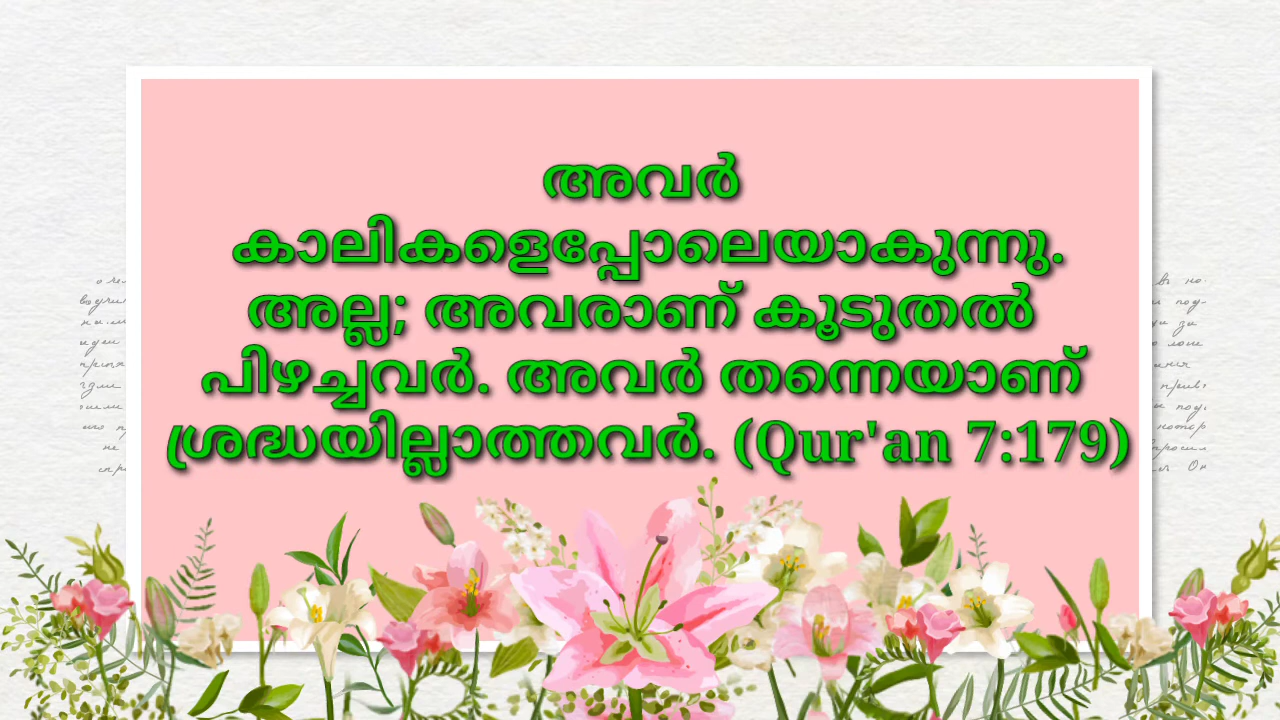 അവർ
കാലികളെപ്പോലെയാകുന്നു.
അല്ല; അവരാണ് കൂടുതൽ
പിഴച്ചവർ. അവർ തന്നെയാണ്
ശ്രദ്ധയില്ലാത്തവർ. (Qur'an 7:179)